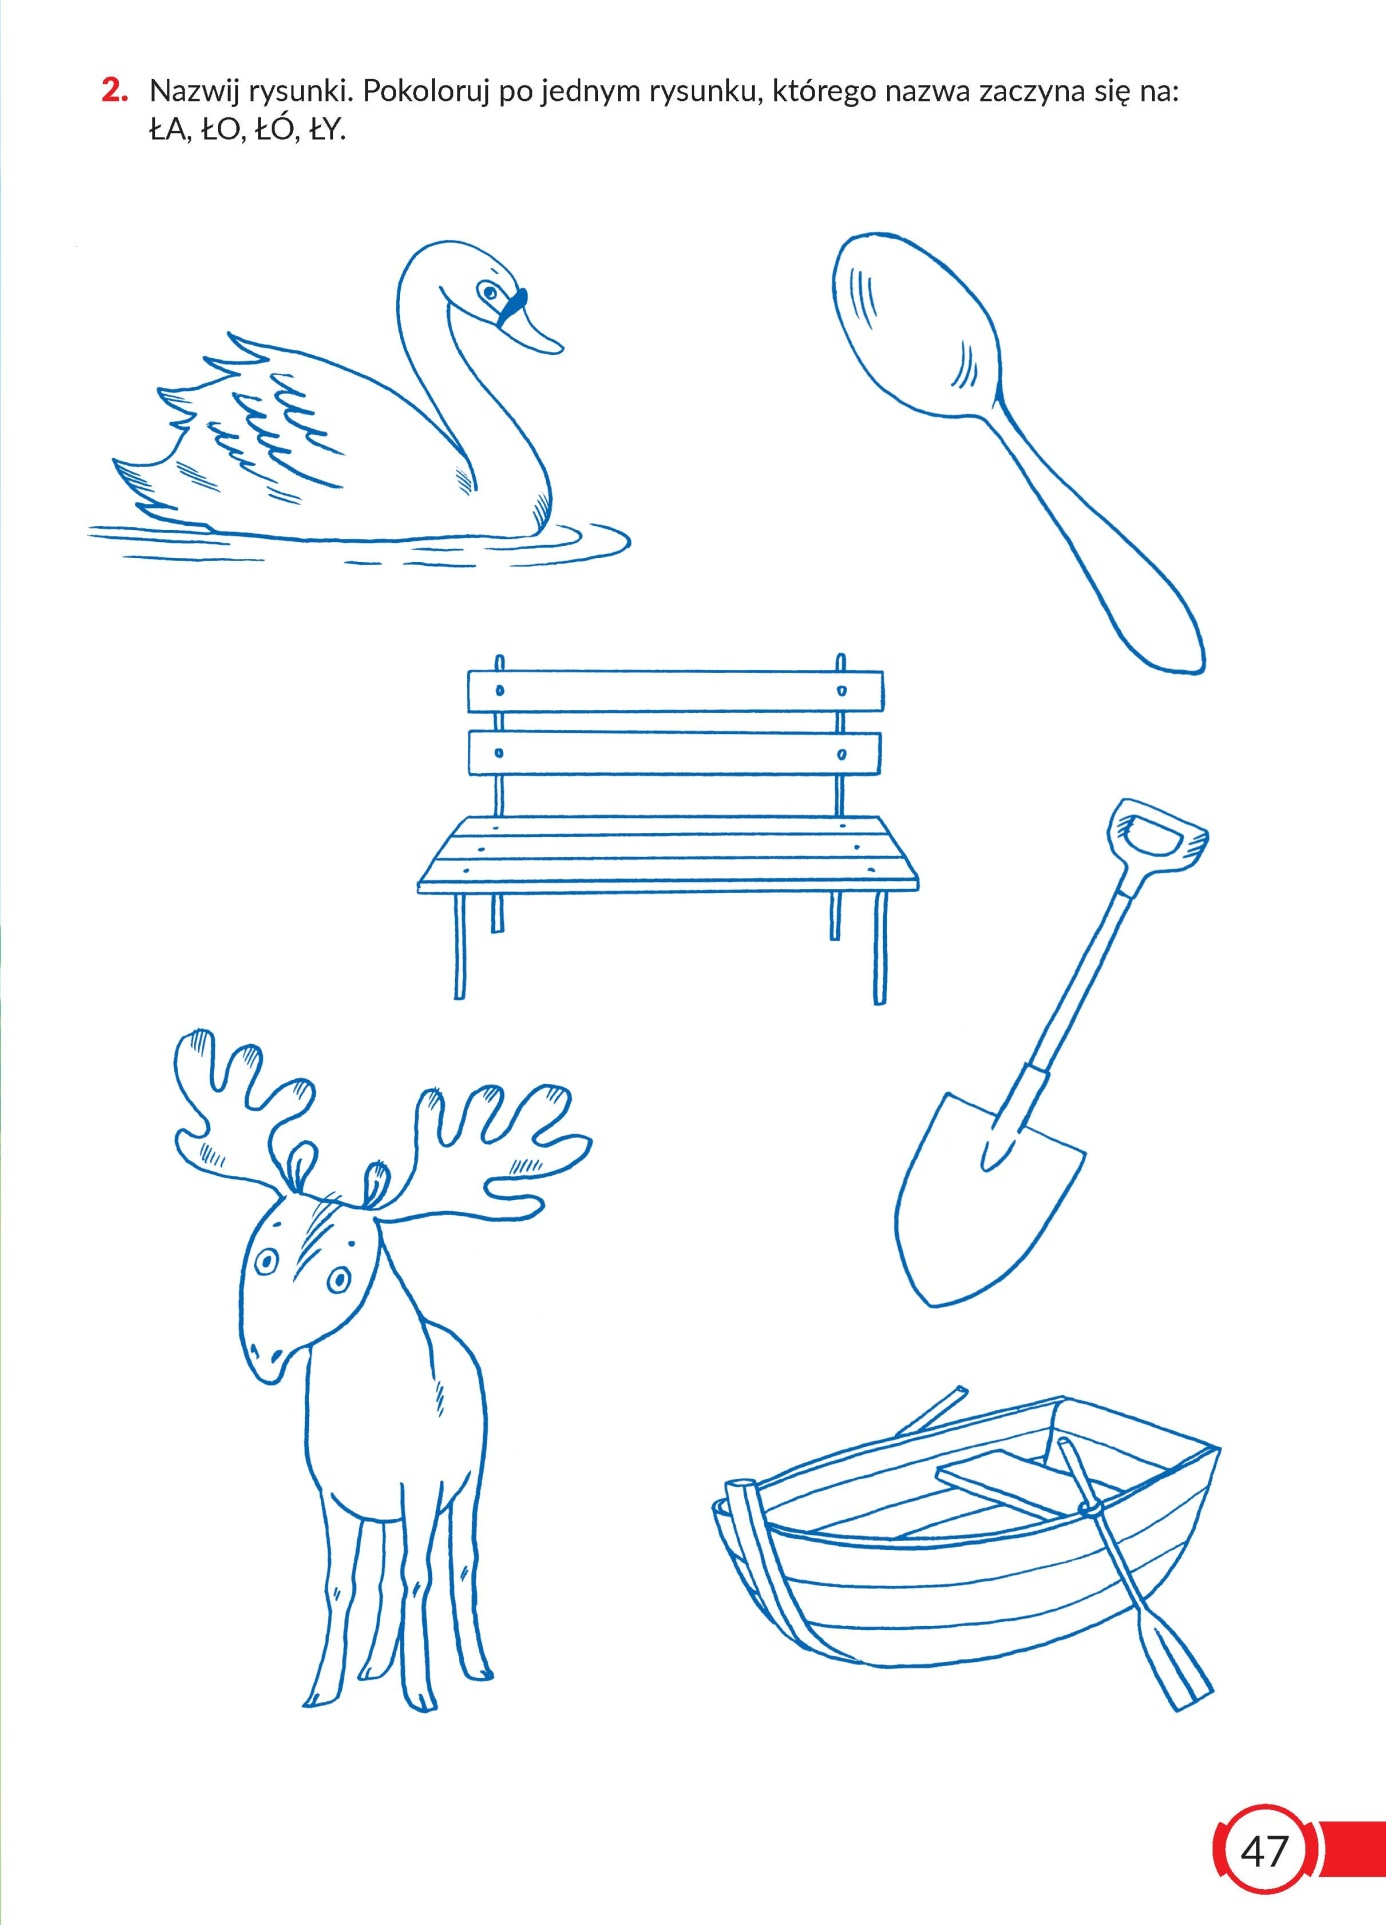 2. Nazwij rysunki. Pokoloruj po jednym rysunku, którego nazwa zaczyna się na:
ŁA, ŁO, ŁÓ, ŁY.
47